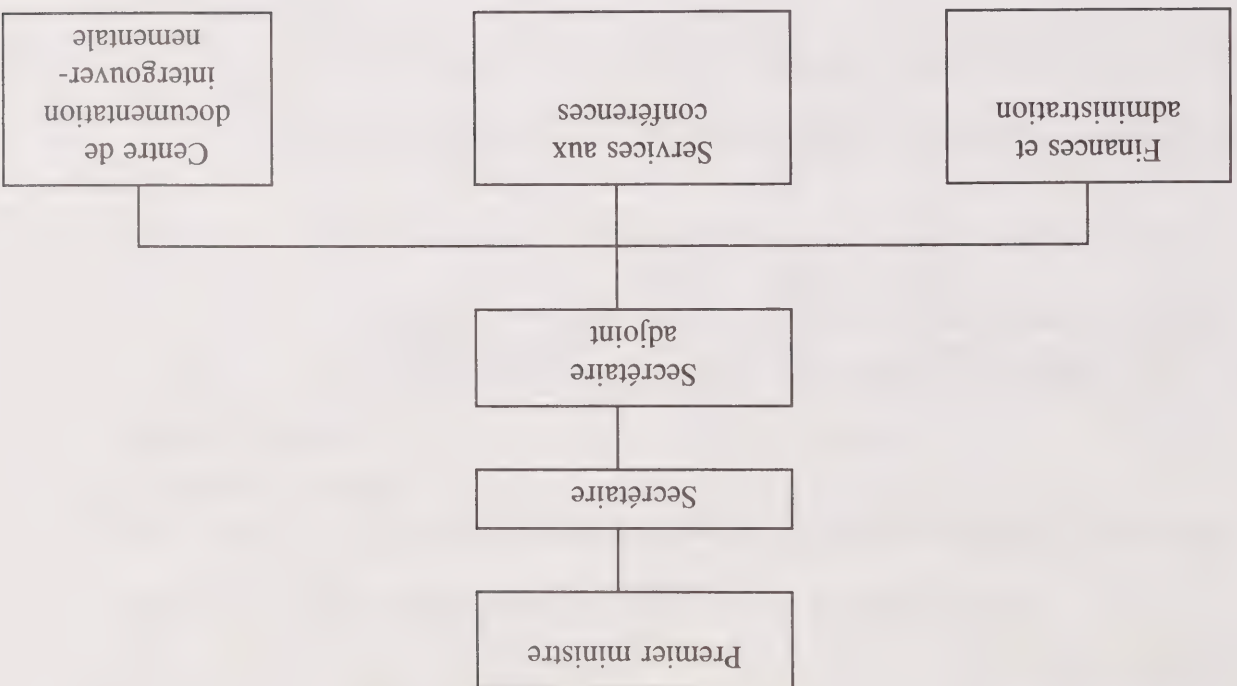 Premier ministre
Secrétaire
Secrétaire
adjoint
Finances et
administration
Services aux
conférences
Centre de
documentation
intergouver-
nementale